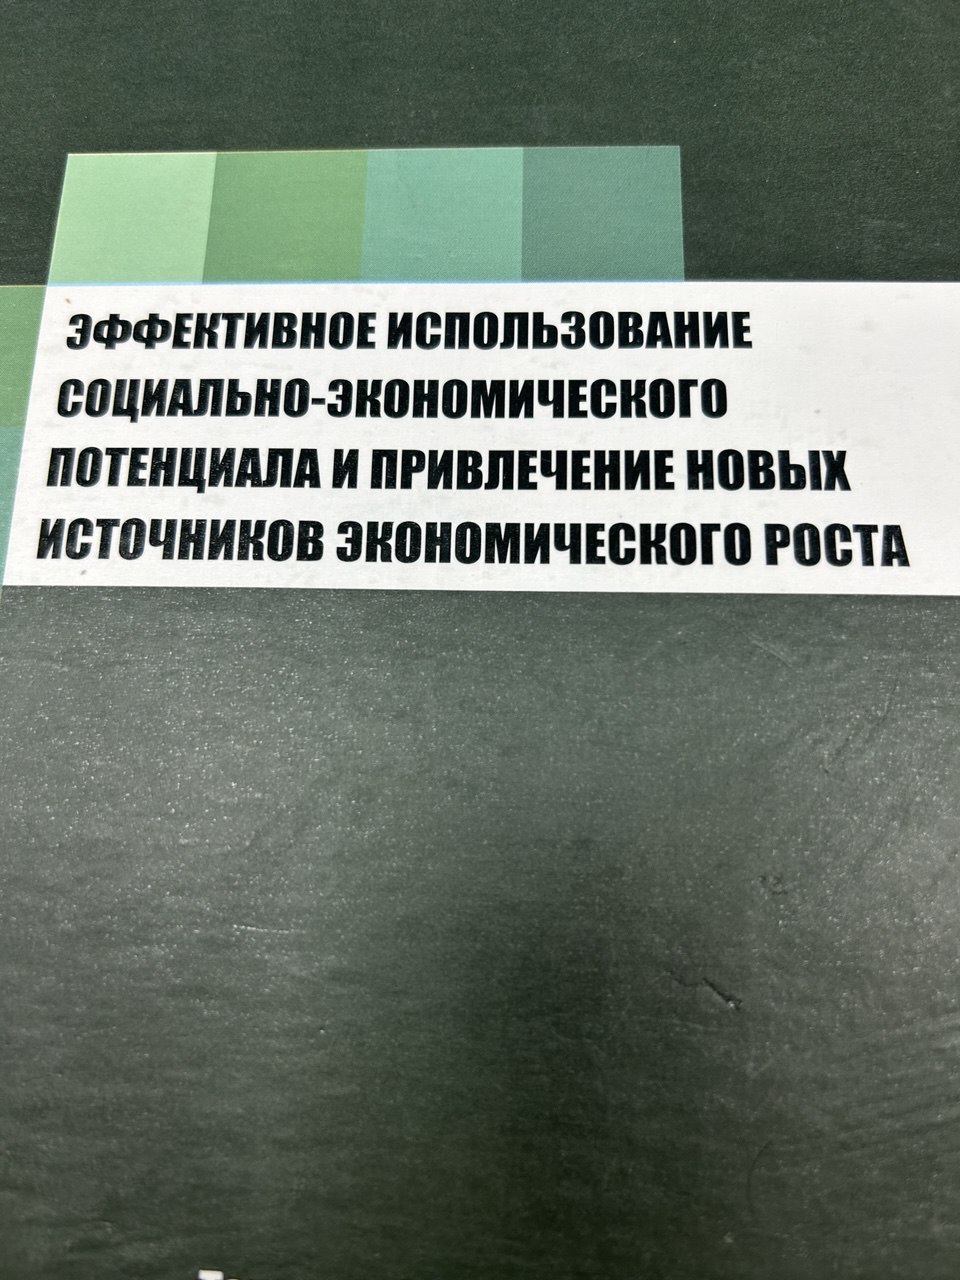 ЭФФЕКТИВНОЕ ИСПОЛЬЗОВАНИЕ
СОЦИАЛЬНО-ЭКОНОМИЧЕСКОГО
ПОТЕНЦИАЛА И ПРИВЛЕЧЕНИЕ НОВЫХ
ИСТОЧНИКОВ ЭКОНОМИЧЕСКОГО РОСТА